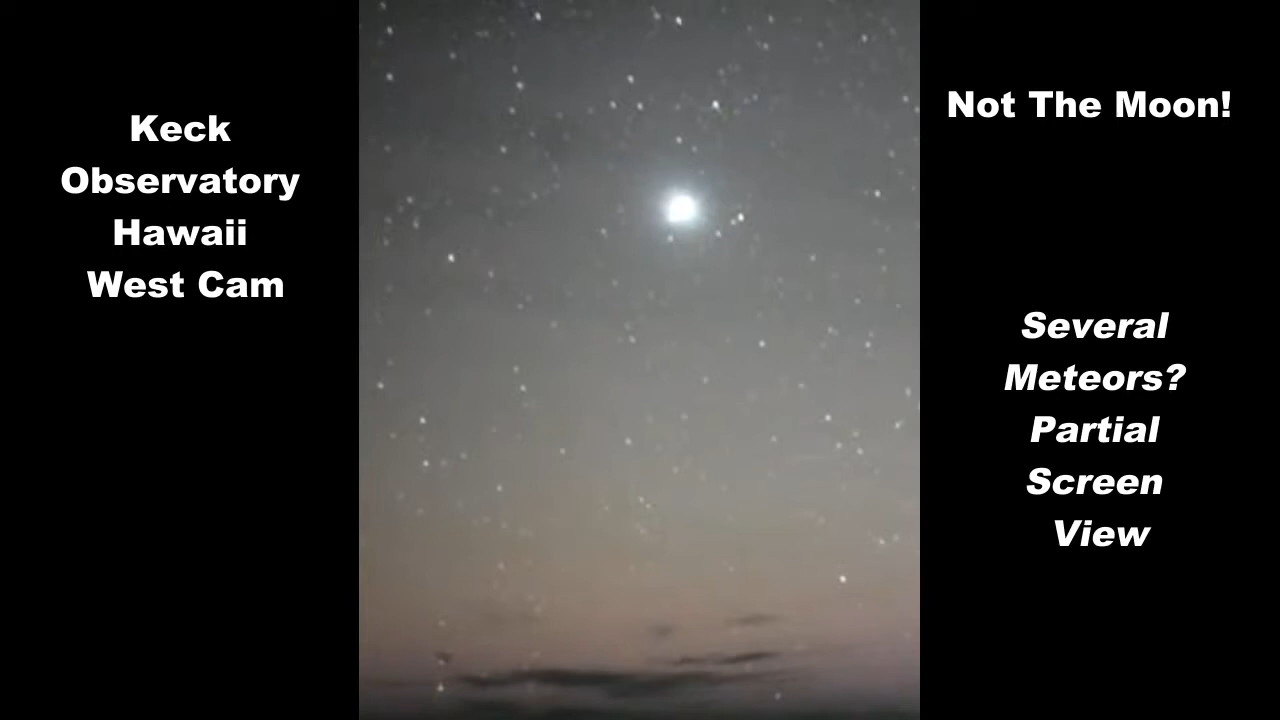 Keck
Observatory
Hawaii
West Cam
Not The Moon!
Several
Meteors?
Partial
Screen
View